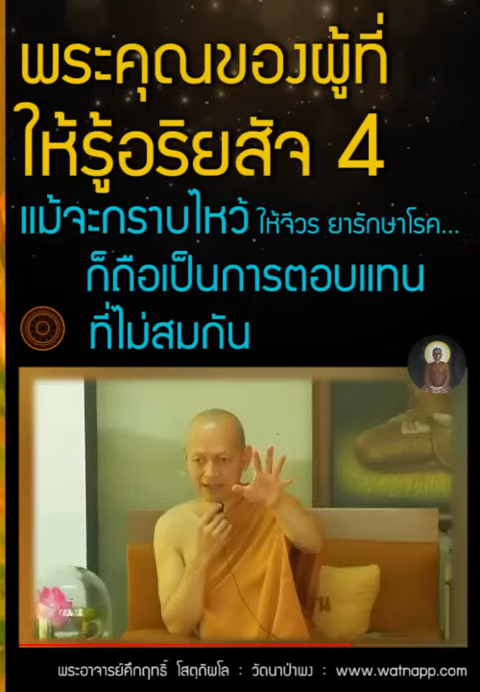 พระคุณของผู้ที่
ให้รู้อริยสัจ 4
แม้จะกราบไหว้ ให้จีวร ยารักษาโรค...
ก็ถือเป็นการตอบแทน
ที่ไม่สมกัน
พระอาจารย์คึกฤทธิ์ โสตฺถิผโล : วัดนาป่าพง : www.watnapp.com